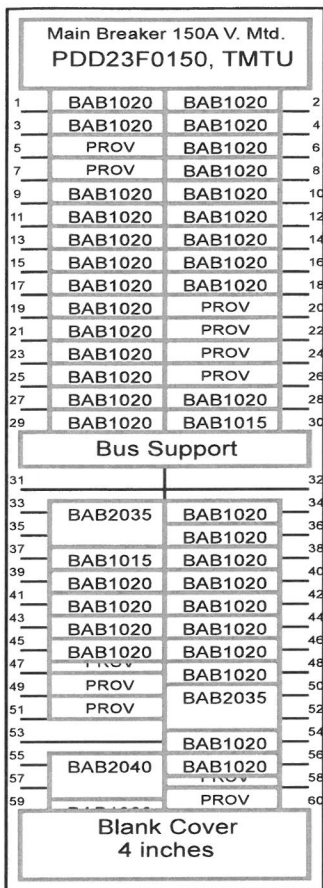 Main Breaker 150A V. Mtd.
PDD23F0150, TMTU
1 BAB1020 BAB1020 2
3 BAB1020 BAB1020 4
5 PROV BAB1020 6
7 PROV BAB1020 8
9 BAB1020 BAB1020 10
11 BAB1020 BAB1020 12
13 BAB1020 BAB1020 14
15 BAB1020 BAB1020 16
17 BAB1020 BAB1020 18
19 BAB1020 PROV 20
21 BAB1020 PROV 22
23 BAB1020 PROV 24
25 BAB1020 PROV 26
27 BAB1020 BAB1020 28
29 BAB1020 BAB1015 30
Bus Support
31 32
33 BAB2035 BAB1020 34
35 BAB1020 36
37 BAB1015 BAB1020 38
39 BAB1020 BAB1020 40
41 BAB1020 BAB1020 42
43 BAB1020 BAB1020 44
45 BAB1020 BAB1020 46
47 PROV BAB1020 48
49 PROV BAB2035 50
51 PROV 52
53 BAB1020 54
55 BAB2040 BAB1020 56
57 PROV 58
59 PROV 60
Blank Cover
4 inches